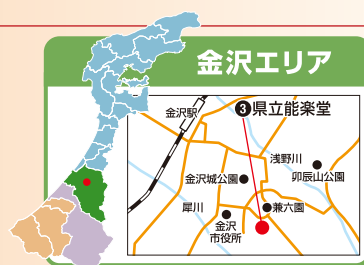 金沢エリア
❸県立能楽堂
金沢駅
浅野川
卯辰山公園
金沢城公園
犀川
兼六園
金沢
市役所